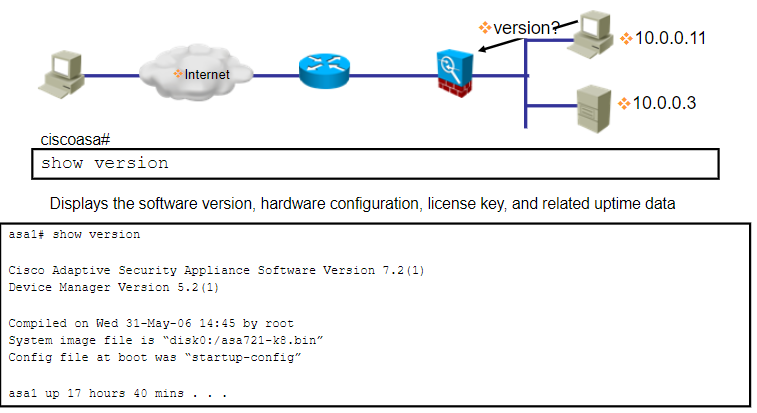 version?
10.0.0.11
Internet
10.0.0.3
ciscoasa#
show version
Displays the software version, hardware configuration, license key, and related uptime data
asa1# show version
Cisco Adaptive Security Appliance Software Version 7.2(1)
Device Manager Version 5.2(1)
Compiled on Wed 31-May-06 14:45 by root
System image file is “disk0:/asa721-k8.bin”
Config file at boot was “startup-config”
asa1 up 17 hours 40 mins . . .